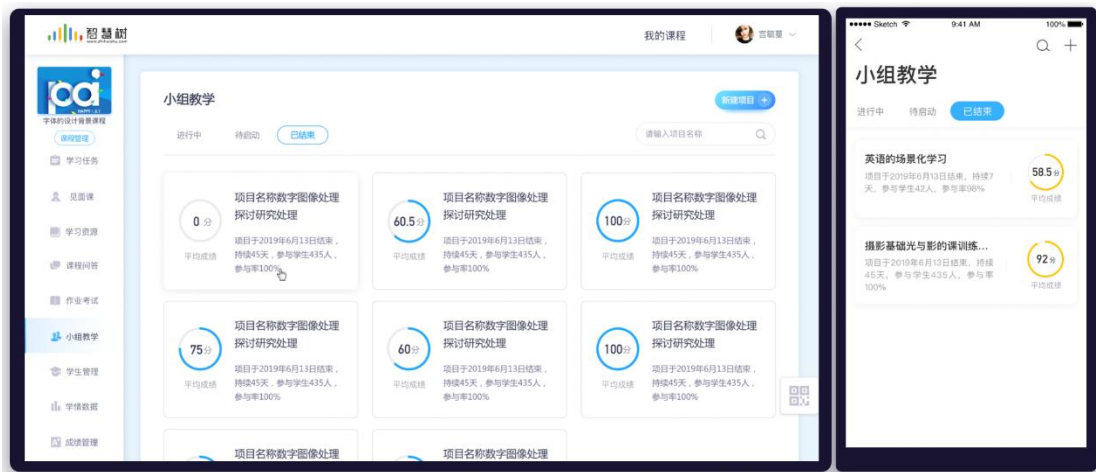 智慧树
www.zhihuishu.com
我的课程
HAPPY
字体的设计背景课程
课程管理
学习任务
见面课
学习资源
课程问答
作业考试
小组教学
学生管理
学情数据
成绩管理
小组教学
新建项目 +
进行中 待启动 已结束
请输入项目名称
0 分
平均成绩
项目名称数字图像处理
探讨研究处理
项目于2019年6月13日结束，
持续45天，参与学生435人，
参与率100%
60.5分
平均成绩
项目名称数字图像处理
探讨研究处理
项目于2019年6月13日结束，
持续45天，参与学生435人，
参与率100%
100分
平均成绩
项目名称数字图像处理
探讨研究处理
项目于2019年6月13日结束，
持续45天，参与学生435人，
参与率100%
75分
平均成绩
项目名称数字图像处理
探讨研究处理
项目于2019年6月13日结束，
持续45天，参与学生435人，
参与率100%
60分
平均成绩
项目名称数字图像处理
探讨研究处理
项目于2019年6月13日结束，
持续45天，参与学生435人，
参与率100%
100分
平均成绩
项目名称数字图像处理
探讨研究处理
项目于2019年6月13日结束，
持续45天，参与学生435人，
参与率100%
项目名称数字图像处理
项目名称数字图像处理
Sketch 9:41 AM 100%
小组教学
进行中 待启动 已结束
英语的场景化学习
项目于2019年6月13日结束，持续7
天，参与学生42人，参与率98%
58.5分
平均成绩
摄影基础光与影的课训练...
项目于2019年6月13日结束，持续
45天，参与学生435人，参与率
100%
92分
平均成绩